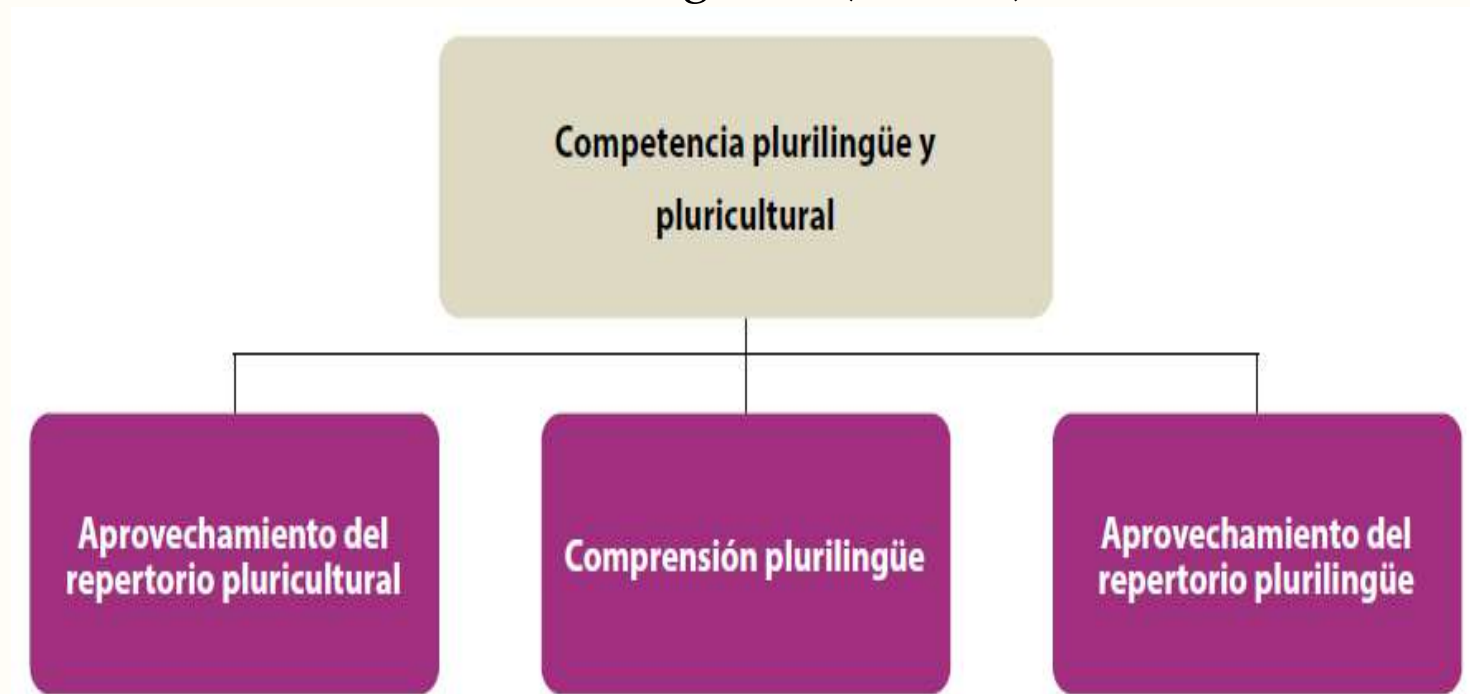 Competencia plurilingüe y
pluricultural
Aprovechamiento del
repertorio pluricultural
Comprensión plurilingüe
Aprovechamiento del
repertorio plurilingüe